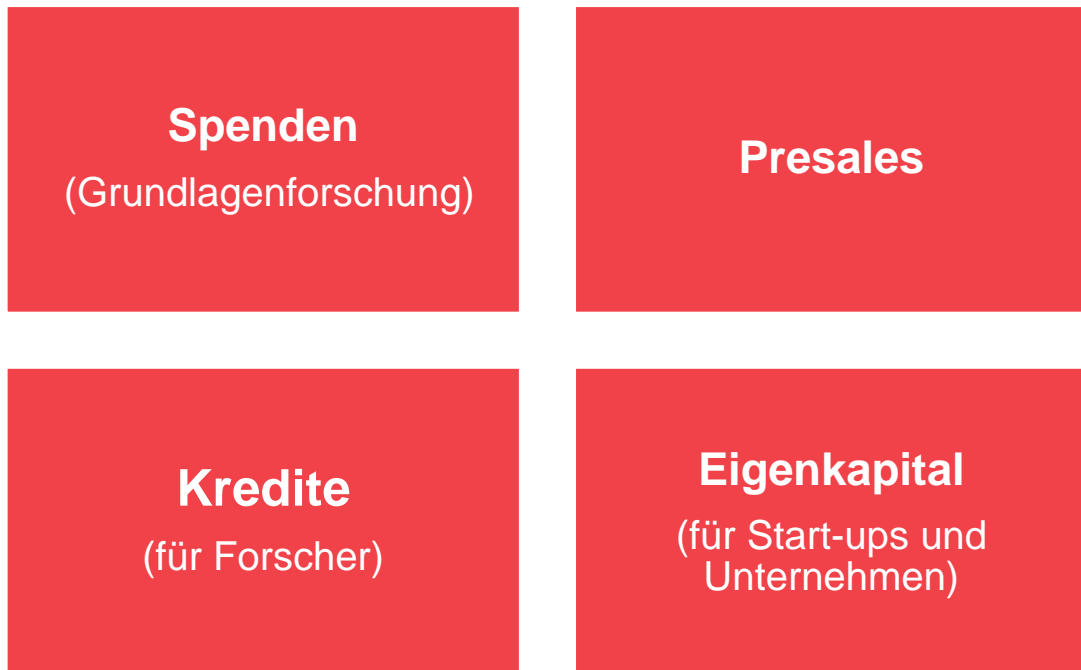 Spenden
(Grundlagenforschung)
Presales
Kredite
(für Forscher)
Eigenkapital
(für Start-ups und
Unternehmen)